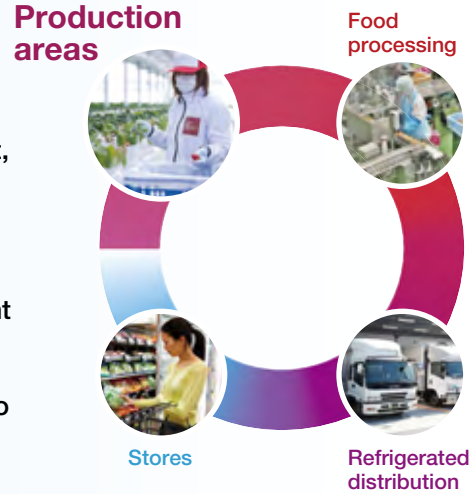 Production
areas
Food
processing
Stores
Refrigerated
distribution